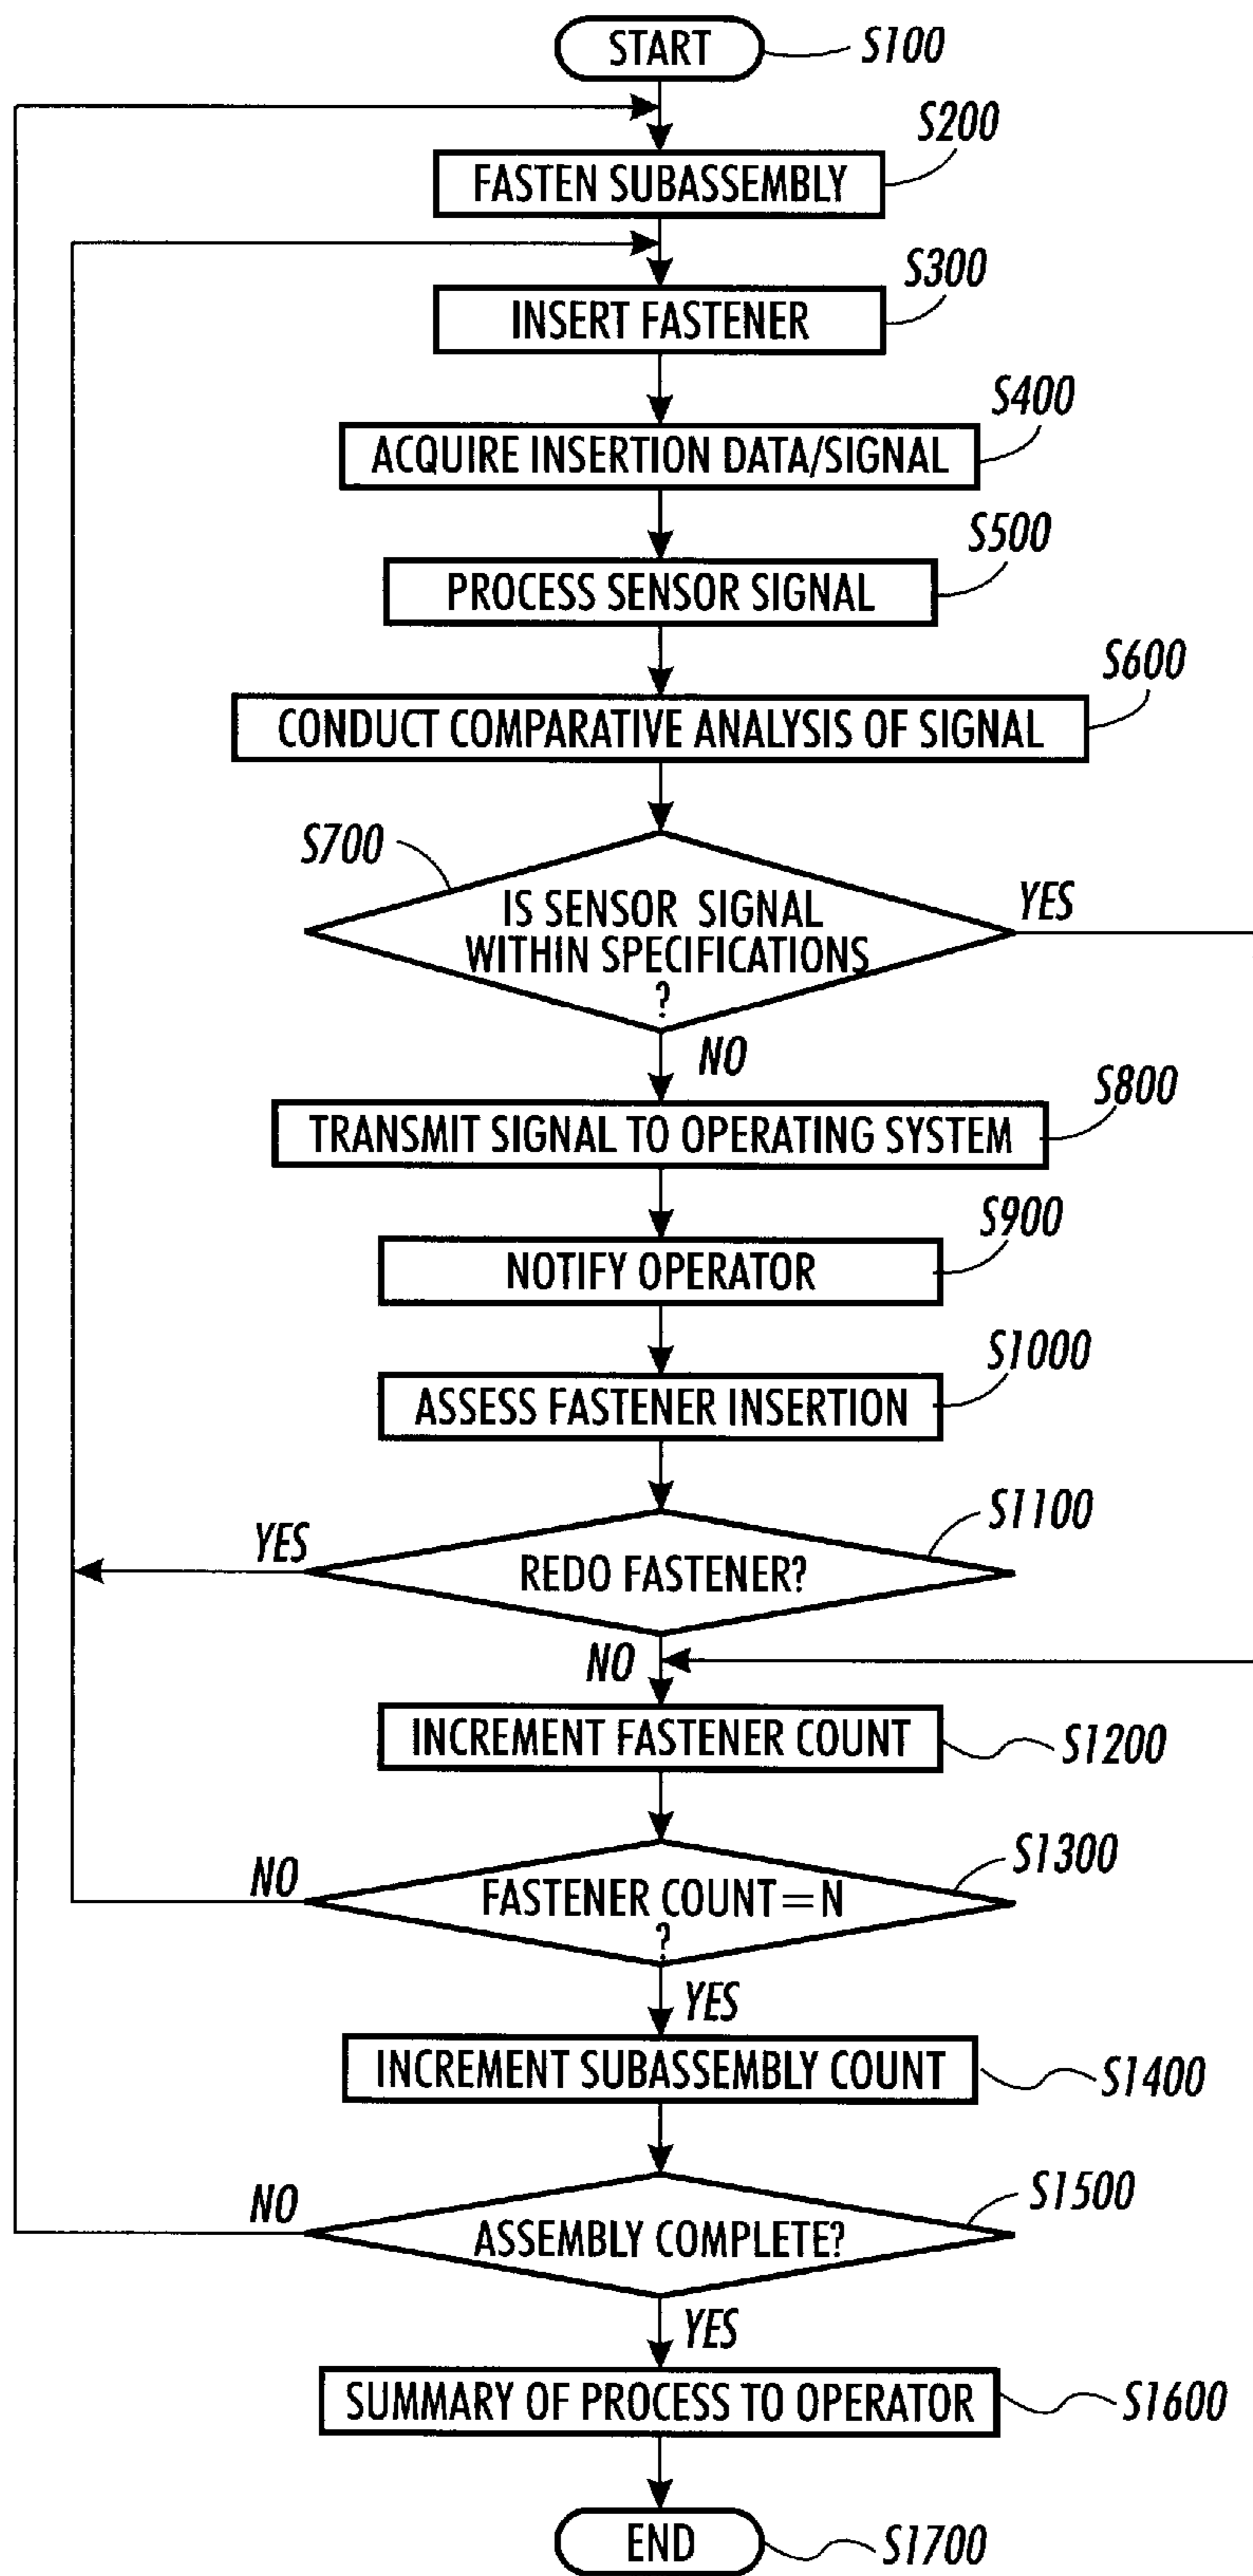 START
S100
S200
FASTEN SUBASSEMBLY
S300
INSERT FASTENER
S400
ACQUIRE INSERTION DATA/SIGNAL
S500
PROCESS SENSOR SIGNAL
S600
CONDUCT COMPARATIVE ANALYSIS OF SIGNAL
S700
IS SENSOR SIGNAL
WITHIN SPECIFICATIONS
?
YES
NO
S800
TRANSMIT SIGNAL TO OPERATING SYSTEM
S900
NOTIFY OPERATOR
S1000
ASSESS FASTENER INSERTION
S1100
YES
REDO FASTENER?
NO
INCREMENT FASTENER COUNT
S1200
S1300
NO
FASTENER COUNT=N
?
YES
INCREMENT SUBASSEMBLY COUNT
S1400
S1500
NO
ASSEMBLY COMPLETE?
YES
SUMMARY OF PROCESS TO OPERATOR
S1600
END
S1700